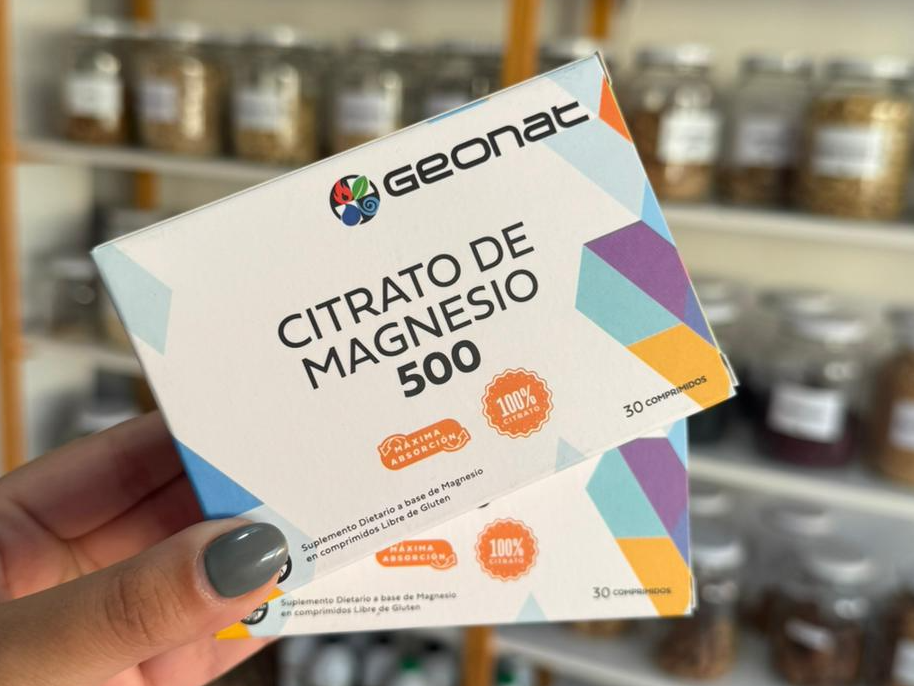 GEONAT
CITRATO DE
MAGNESIO
500
100%
CITRATO
MÁXIMA
ABSORCIÓN
30 COMPRIMIDOS
Suplemento Dietario a base de Magnesio
en comprimidos Libre de Gluten
MÁXIMA
ABSORCIÓN
100%
CITRATO
30 COMPRIMIDOS
Suplemento Dietario a base de Magnesio
en comprimidos Libre de Gluten